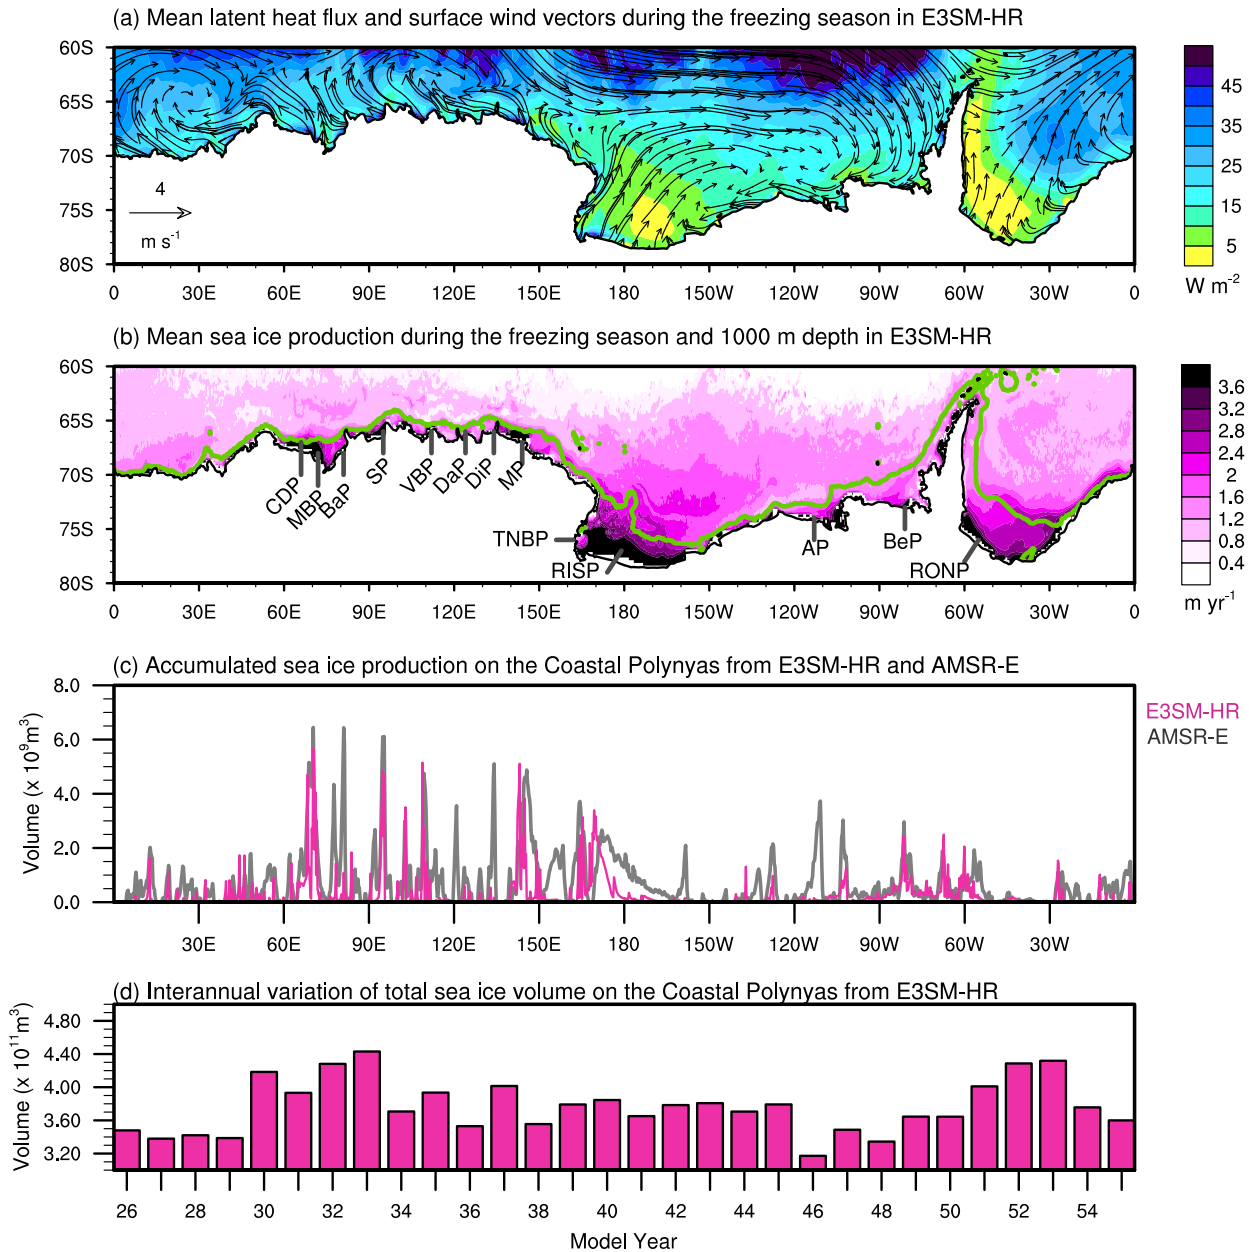 (a) Mean latent heat flux and surface wind vectors during the freezing season in E3SM-HR
60S
65S
70S
75S
80S
4
m s-1
0 30E 60E 90E 120E 150E 180 150W 120W 90W 60W 30W 0
45
35
25
15
5
W m-2
(b) Mean sea ice production during the freezing season and 1000 m depth in E3SM-HR
60S
65S
70S
75S
80S
CDP
MBP
BaP
SP
VBP
DaP
DiP
MP
TNBP
RISP
AP
BeP
RONP
0 30E 60E 90E 120E 150E 180 150W 120W 90W 60W 30W 0
3.6
3.2
2.8
2.4
2
1.6
1.2
0.8
0.4
m yr-1
(c) Accumulated sea ice production on the Coastal Polynyas from E3SM-HR and AMSR-E
Volume (x 10⁹m³)
8.0
6.0
4.0
2.0
0.0
30E 60E 90E 120E 150E 180 150W 120W 90W 60W 30W
E3SM-HR
AMSR-E
(d) Interannual variation of total sea ice volume on the Coastal Polynyas from E3SM-HR
Volume (x 10¹¹m³)
4.80
4.40
4.00
3.60
3.20
26 28 30 32 34 36 38 40 42 44 46 48 50 52 54
Model Year